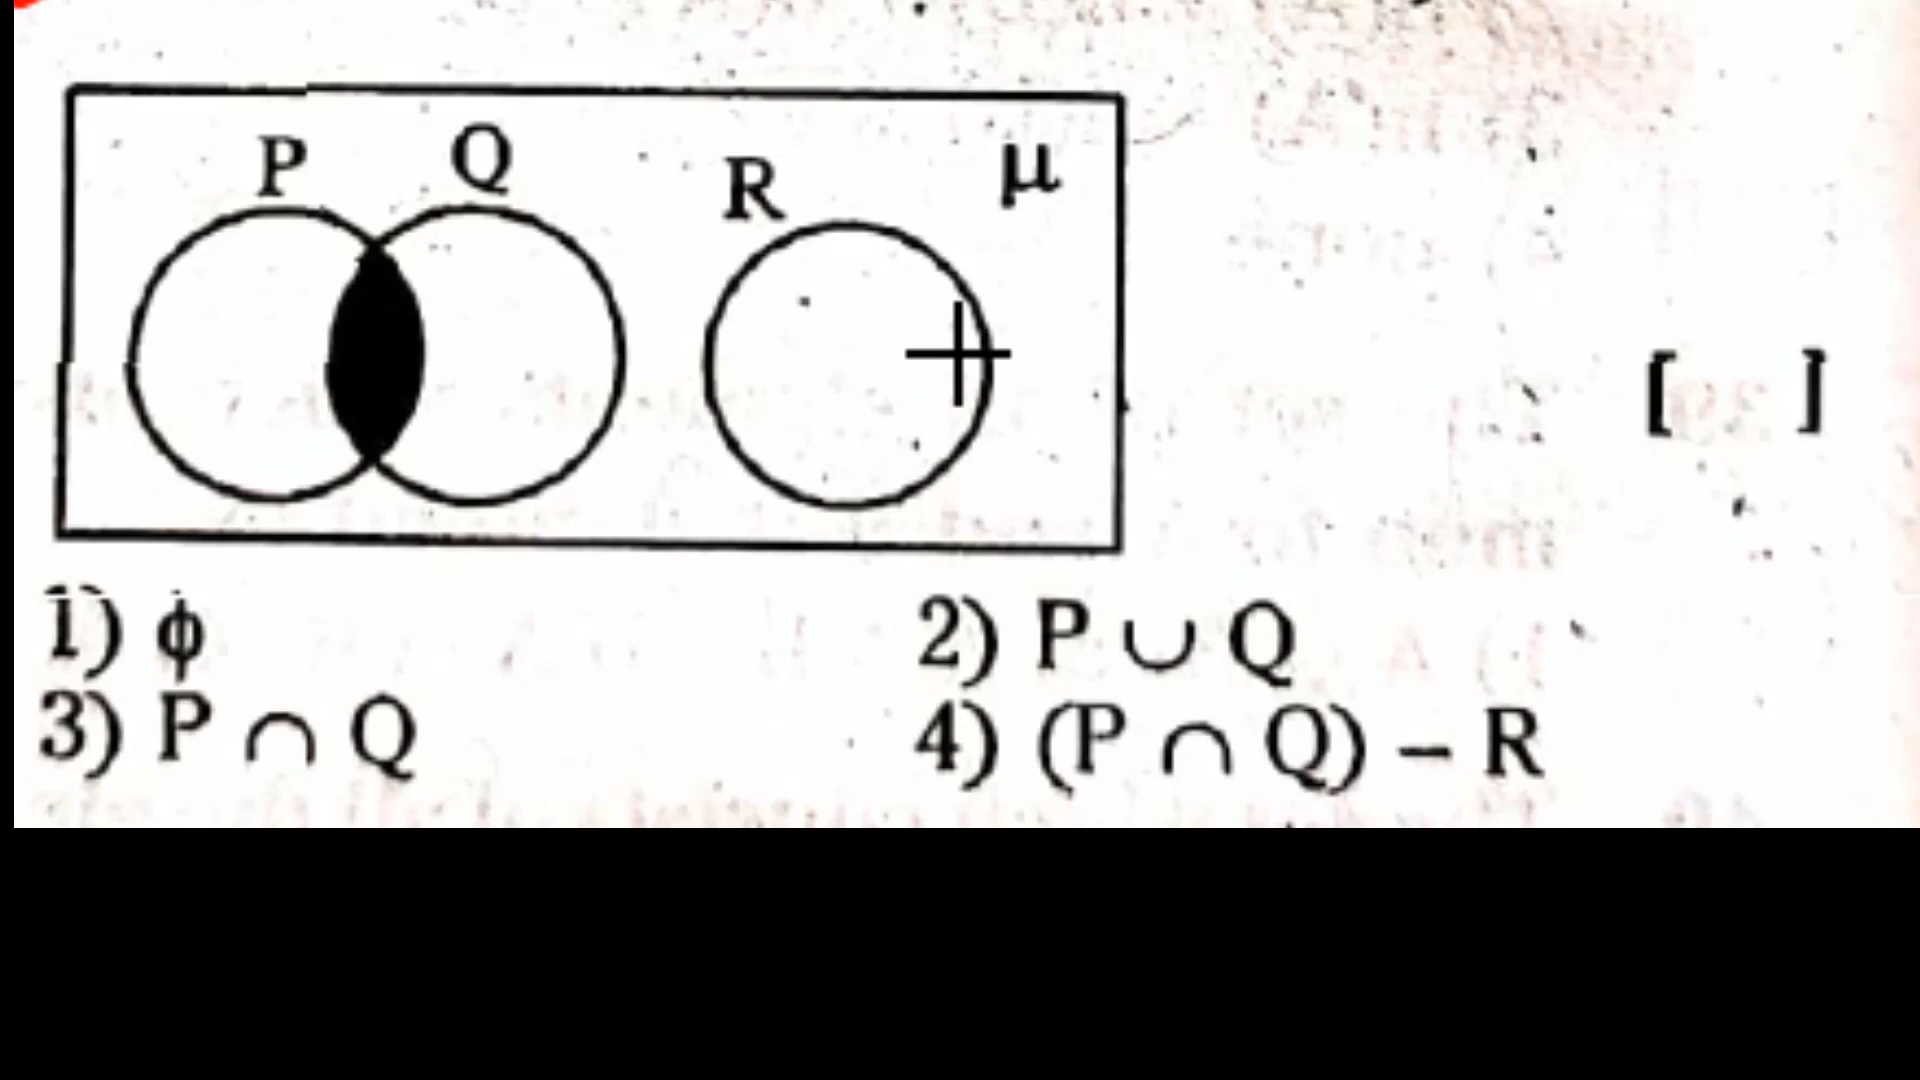 P Q R μ
[ ]
1) ϕ 2) P ∪ Q
3) P ∩ Q 4) (P ∩ Q) – R